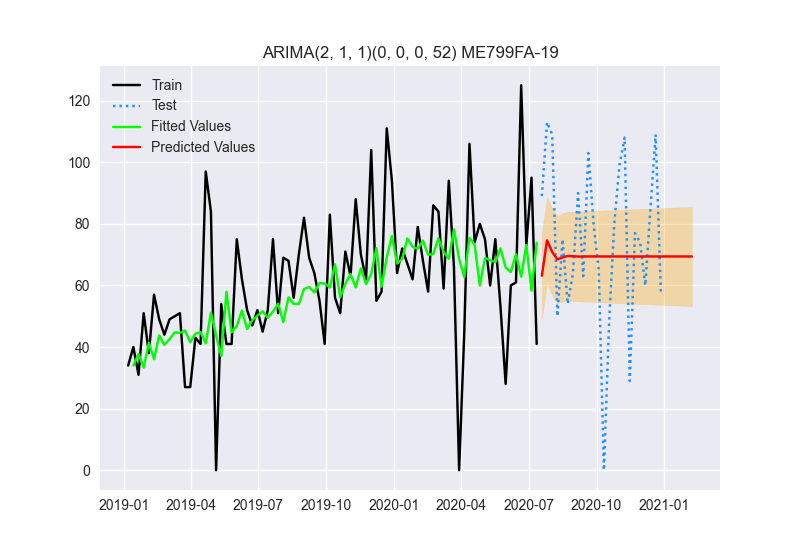 ARIMA(2, 1, 1)(0, 0, 0, 52) ME799FA-19
Train
Test
Fitted Values
Predicted Values
120
100
80
60
40
20
0
2019-01 2019-04 2019-07 2019-10 2020-01 2020-04 2020-07 2020-10 2021-01